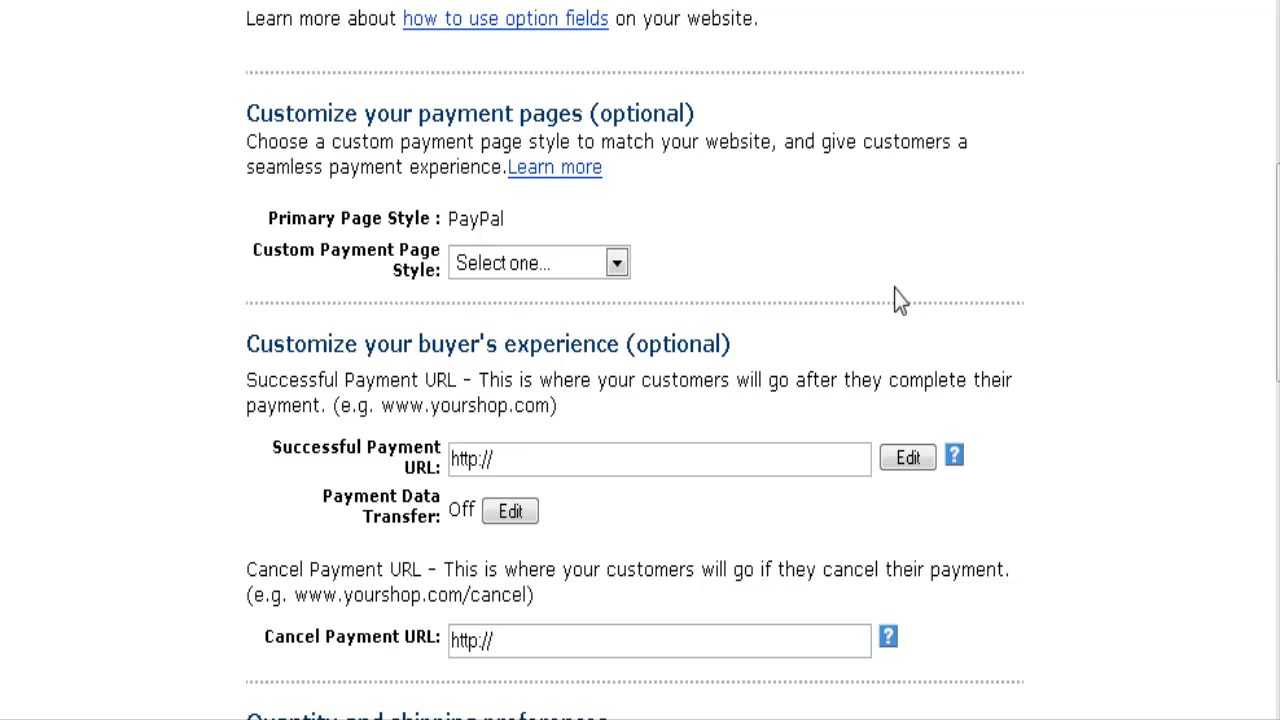 Learn more about how to use option fields on your website.
Customize your payment pages (optional)
Choose a custom payment page style to match your website, and give customers a
seamless payment experience.Learn more
Primary Page Style : PayPal
Custom Payment Page
Style: Select one...
Customize your buyer's experience (optional)
Successful Payment URL - This is where your customers will go after they complete their
payment. (e.g. www.yourshop.com)
Successful Payment
URL: http:// Edit ?
Payment Data
Transfer: Off Edit
Cancel Payment URL - This is where your customers will go if they cancel their payment.
(e.g. www.yourshop.com/cancel)
Cancel Payment URL: http:// ?
Quantity and shipping preferences